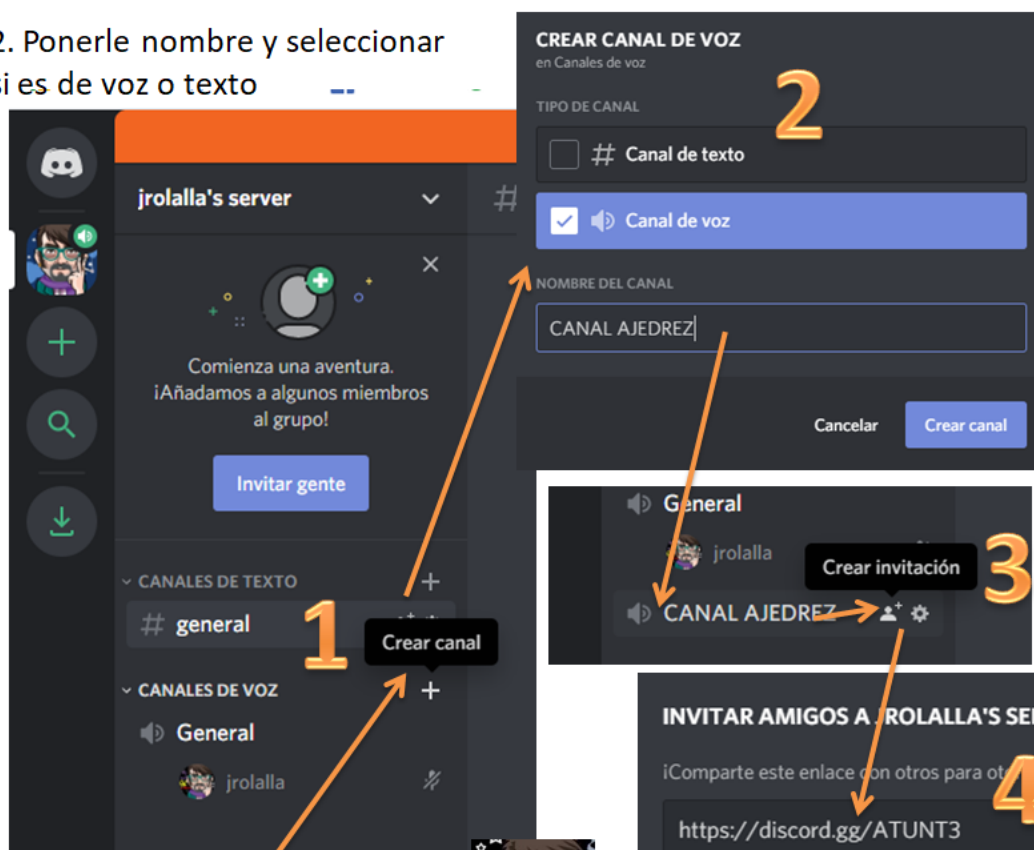 2. Ponerle nombre y seleccionar
si es de voz o texto
jrolalla's server
Comienza una aventura.
¡Añadamos a algunos miembros
al grupo!
Invitar gente
CANALES DE TEXTO
# general
1
Crear canal
CANALES DE VOZ
General
jrolalla
CREAR CANAL DE VOZ
en Canales de voz
2
TIPO DE CANAL
# Canal de texto
Canal de voz
NOMBRE DEL CANAL
CANAL AJEDREZ
Cancelar
Crear canal
General
jrolalla
Crear invitación
3
CANAL AJEDREZ
INVITAR AMIGOS A JROLALLA'S
¡Comparte este enlace con otros para
4
https://discord.gg/ATUNT3